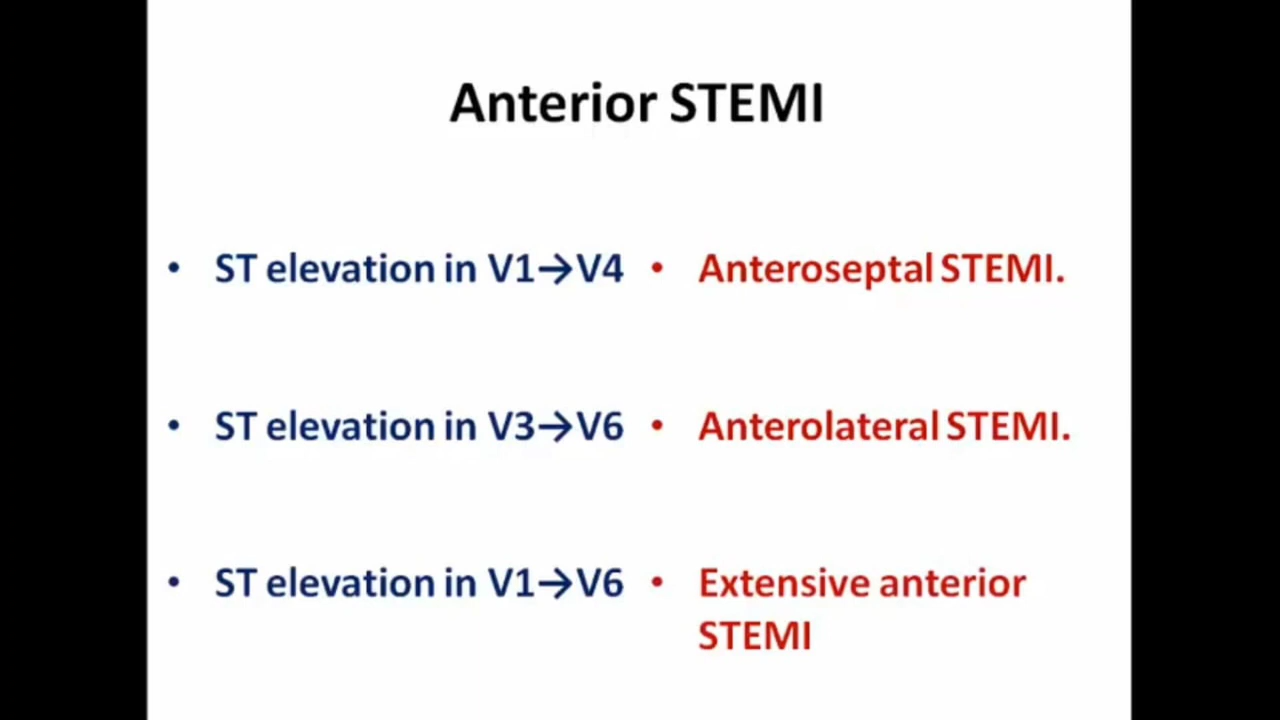 Anterior STEMI
• ST elevation in V1→V4 • Anteroseptal STEMI.
• ST elevation in V3→V6 • Anterolateral STEMI.
• ST elevation in V1→V6 • Extensive anterior
STEMI